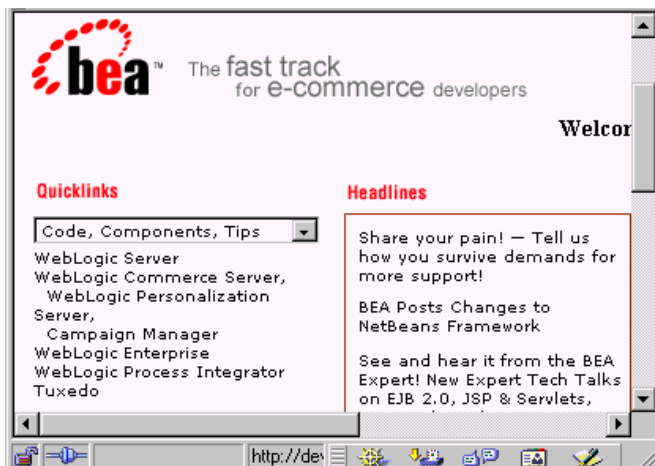 bea™
The fast track
for e-commerce developers
Welcor
Quicklinks
Code, Components, Tips
WebLogic Server
WebLogic Commerce Server,
WebLogic Personalization
Server,
Campaign Manager
WebLogic Enterprise
WebLogic Process Integrator
Tuxedo
Headlines
Share your pain! — Tell us
how you survive demands for
more support!
BEA Posts Changes to
NetBeans Framework
See and hear it from the BEA
Expert! New Expert Tech Talks
on EJB 2.0, JSP & Servlets,
http://dev